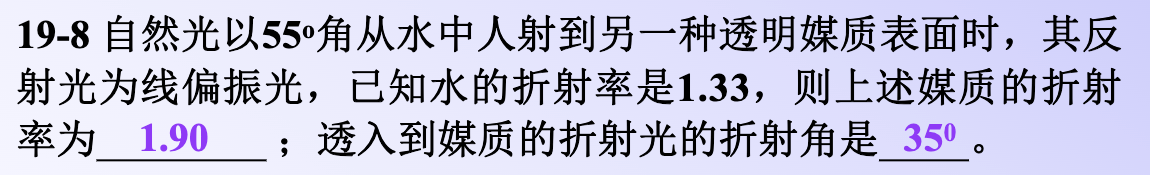 19-8 自然光以55⁰角从水中人射到另一种透明媒质表面时，其反
射光为线偏振光，已知水的折射率是1.33，则上述媒质的折射
率为 1.90 ；透入到媒质的折射光的折射角是 35⁰ 。